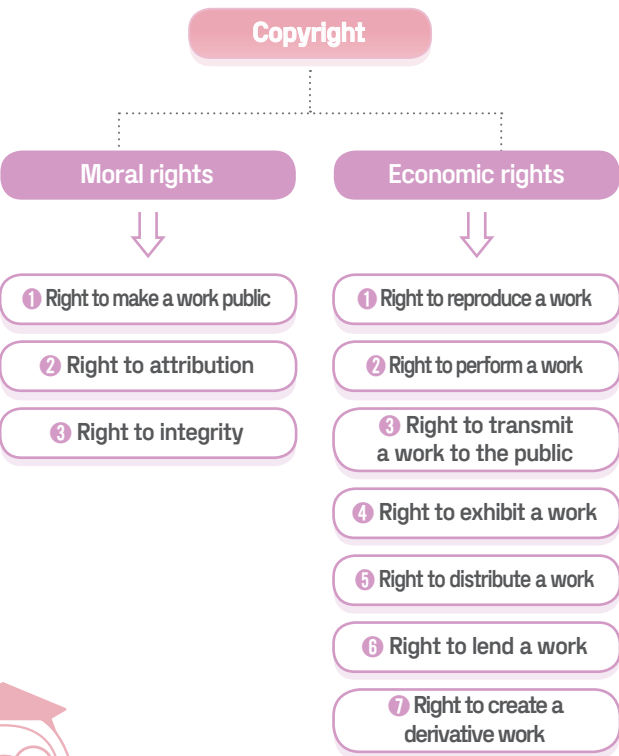 Copyright
Moral rights
❶ Right to make a work public
❷ Right to attribution
❸ Right to integrity
Economic rights
❶ Right to reproduce a work
❷ Right to perform a work
❸ Right to transmit
a work to the public
❹ Right to exhibit a work
❺ Right to distribute a work
❻ Right to lend a work
❼ Right to create a
derivative work